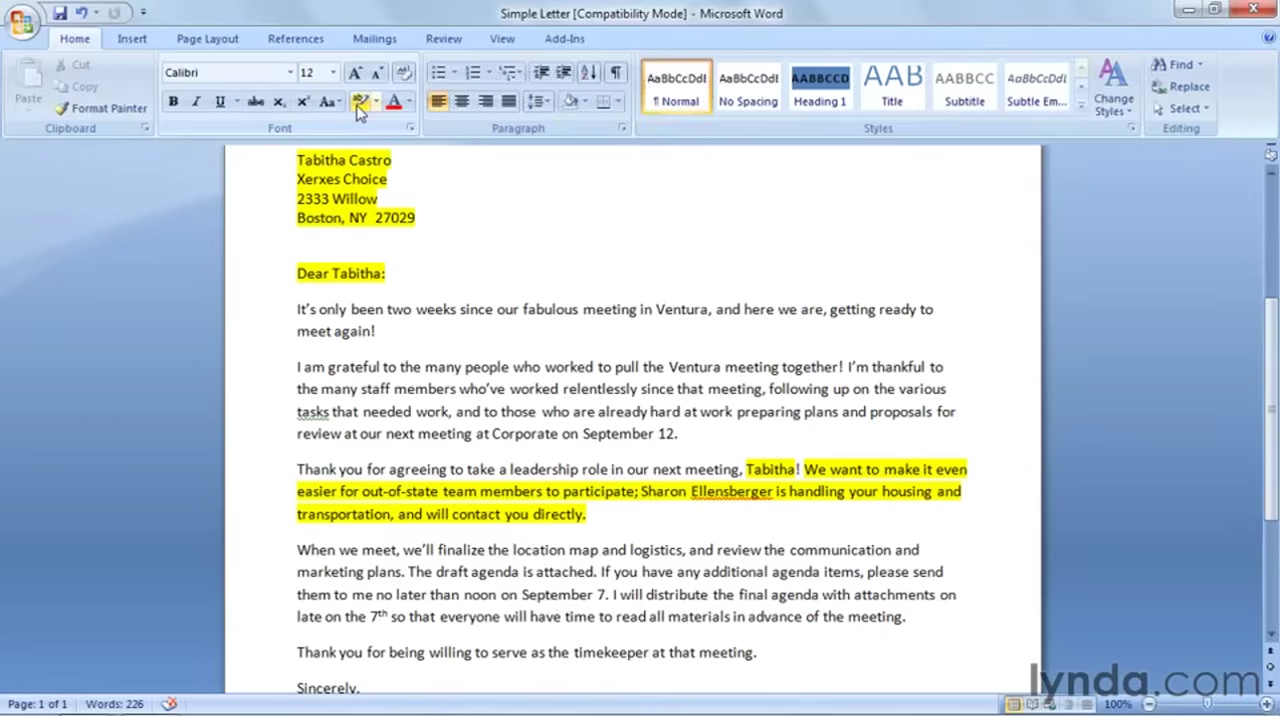 Simple Letter [Compatibility Mode] - Microsoft Word
Home Insert Page Layout References Mailings Review View Add-Ins
Paste
Cut
Copy
Format Painter
Clipboard
Calibri 12
B I U abc X₂ X² Aa A
Font
Paragraph
AaBbCcDdI AaBbCcDdI AABBCCD AAB AABBCC. AaBbCcDdI
¶ Normal No Spacing Heading 1 Title Subtitle Subtle Em...
Change
Styles
Styles
Find
Replace
Select
Editing
Tabitha Castro
Xerxes Choice
2333 Willow
Boston, NY 27029
Dear Tabitha:
It's only been two weeks since our fabulous meeting in Ventura, and here we are, getting ready to
meet again!
I am grateful to the many people who worked to pull the Ventura meeting together! I'm thankful to
the many staff members who've worked relentlessly since that meeting, following up on the various
tasks that needed work, and to those who are already hard at work preparing plans and proposals for
review at our next meeting at Corporate on September 12.
Thank you for agreeing to take a leadership role in our next meeting, Tabitha! We want to make it even
easier for out-of-state team members to participate; Sharon Ellensberger is handling your housing and
transportation, and will contact you directly.
When we meet, we'll finalize the location map and logistics, and review the communication and
marketing plans. The draft agenda is attached. If you have any additional agenda items, please send
them to me no later than noon on September 7. I will distribute the final agenda with attachments on
late on the 7th so that everyone will have time to read all materials in advance of the meeting.
Thank you for being willing to serve as the timekeeper at that meeting.
Sincerely,
lynda.com
Page: 1 of 1 Words: 226 100%